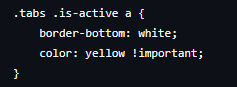 .tabs .is-active a {
    border-bottom: white;
    color: yellow !important;
}